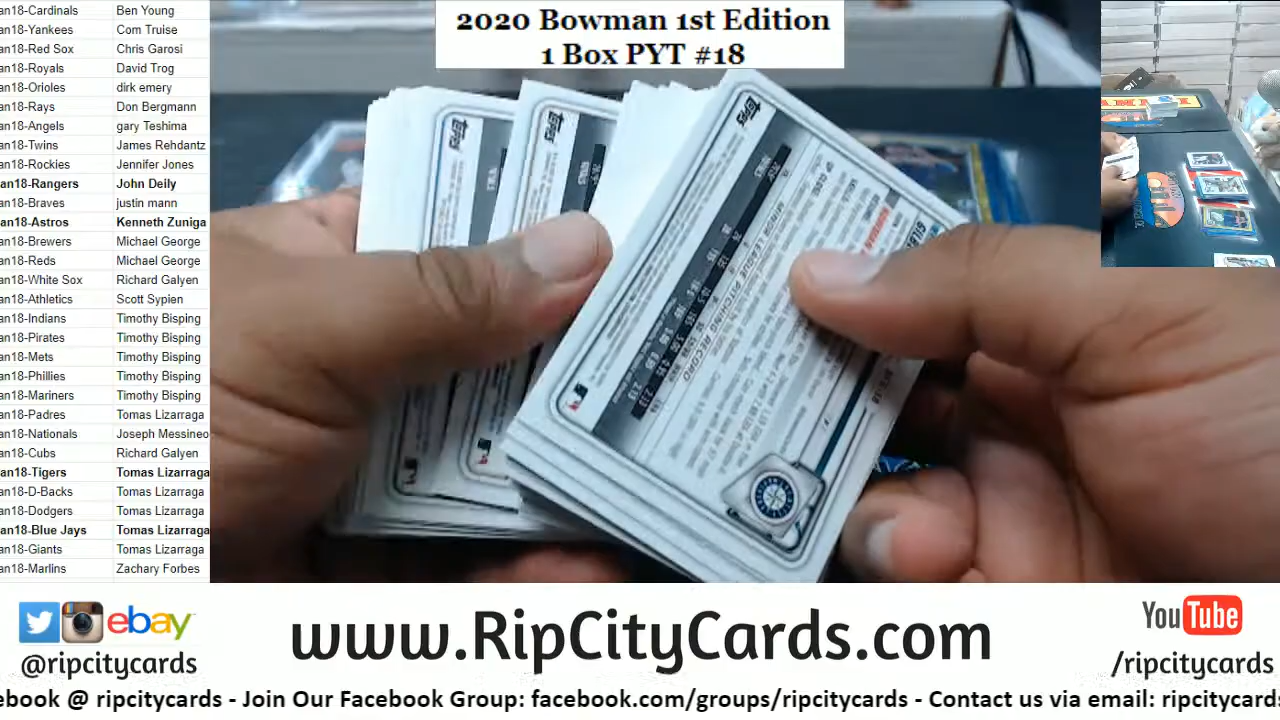 an18-Cardinals Ben Young
an18-Yankees Com Truise
an18-Red Sox Chris Garosi
an18-Royals David Trog
an18-Orioles dirk emery
an18-Rays Don Bergmann
an18-Angels gary Teshima
an18-Twins James Rehdantz
an18-Rockies Jennifer Jones
an18-Rangers John Deily
an18-Braves justin mann
an18-Astros Kenneth Zuniga
an18-Brewers Michael George
an18-Reds Michael George
an18-White Sox Richard Galyen
an18-Athletics Scott Sypien
an18-Indians Timothy Bisping
an18-Pirates Timothy Bisping
an18-Mets Timothy Bisping
an18-Phillies Timothy Bisping
an18-Mariners Timothy Bisping
an18-Padres Tomas Lizarraga
an18-Nationals Joseph Messineo
an18-Cubs Richard Galyen
an18-Tigers Tomas Lizarraga
an18-D-Backs Tomas Lizarraga
an18-Dodgers Tomas Lizarraga
an18-Blue Jays Tomas Lizarraga
an18-Giants Tomas Lizarraga
an18-Marlins Zachary Forbes
2020 Bowman 1st Edition
1 Box PYT #18
Topps
Topps
Topps
MINOR LEAGUE PITCHING RECORD
ebay
@ripcitycards
www.RipCityCards.com
YouTube
/ripcitycards
ebook @ ripcitycards - Join Our Facebook Group: facebook.com/groups/ripcitycards - Contact us via email: ripcitycards